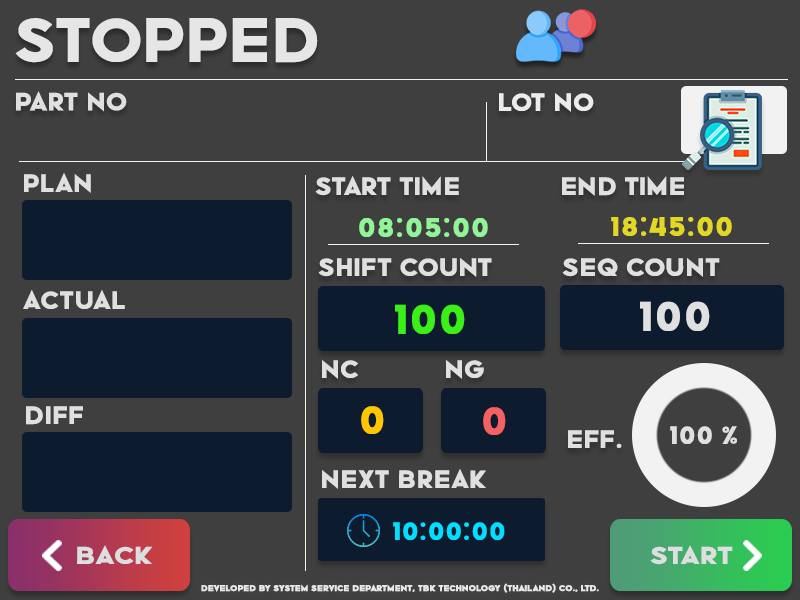 STOPPED
PART NO
LOT NO
PLAN
START TIME
END TIME
08:05:00
18:45:00
SHIFT COUNT
SEQ COUNT
100
100
ACTUAL
NC
NG
0
0
DIFF
EFF.
100 %
NEXT BREAK
10:00:00
BACK
START
DEVELOPED BY SYSTEM SERVICE DEPARTMENT, TBK TECHNOLOGY (THAILAND) CO., LTD.